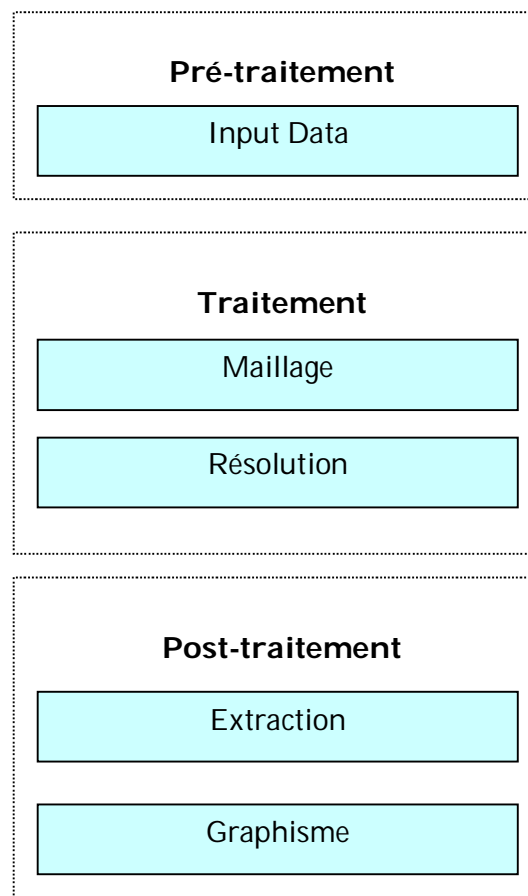 Pré-traitement
Input Data
Traitement
Maillage
Résolution
Post-traitement
Extraction
Graphisme